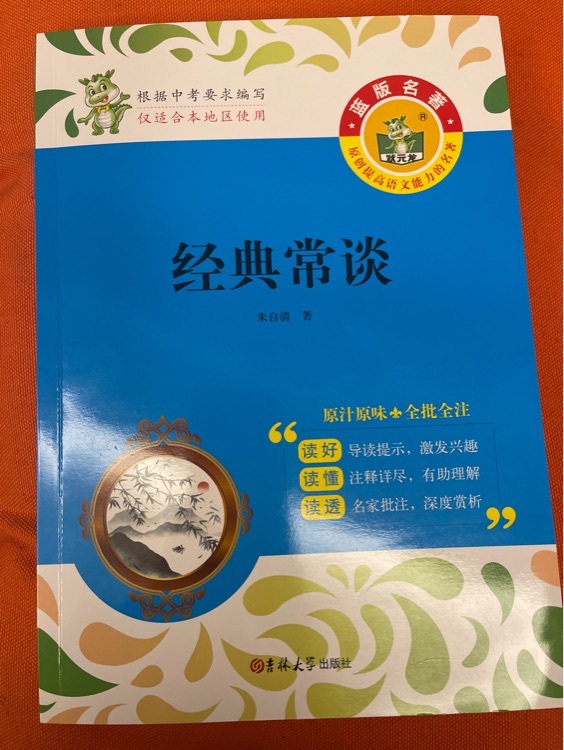 根据中考要求编写
仅适合本地区使用
蓝版名著
®
状元龙
原创提高语文能力的名著
经典常谈
朱自清 著
原汁原味 全批全注
“
读好 导读提示，激发兴趣
读懂 注释详尽，有助理解
读透 名家批注，深度赏析
”
吉林大学出版社